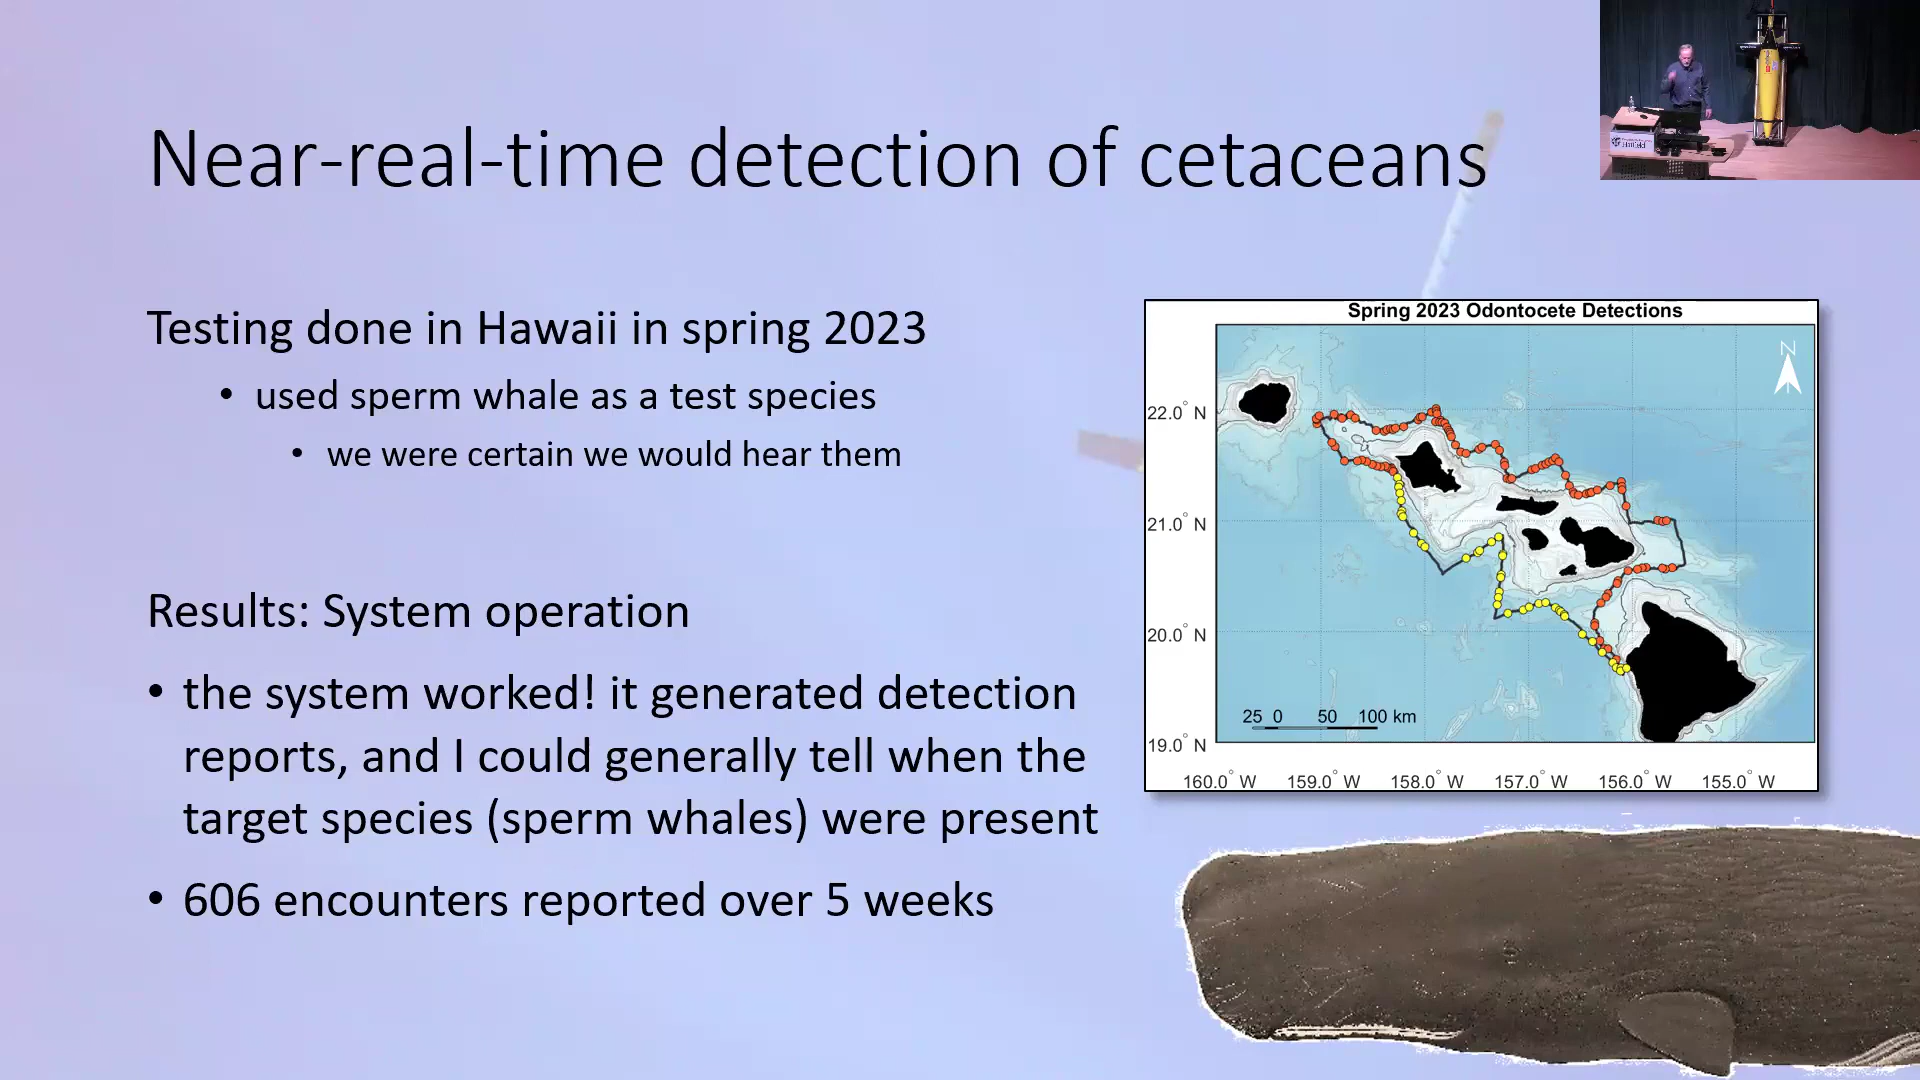 Near-real-time detection of cetaceans
Testing done in Hawaii in spring 2023
• used sperm whale as a test species
• we were certain we would hear them
Results: System operation
• the system worked! it generated detection
reports, and I could generally tell when the
target species (sperm whales) were present
• 606 encounters reported over 5 weeks
Spring 2023 Odontocete Detections
N
22.0° N
21.0° N
20.0° N
19.0° N
25 0 50 100 km
160.0° W 159.0° W 158.0° W 157.0° W 156.0° W 155.0° W
Hatfield